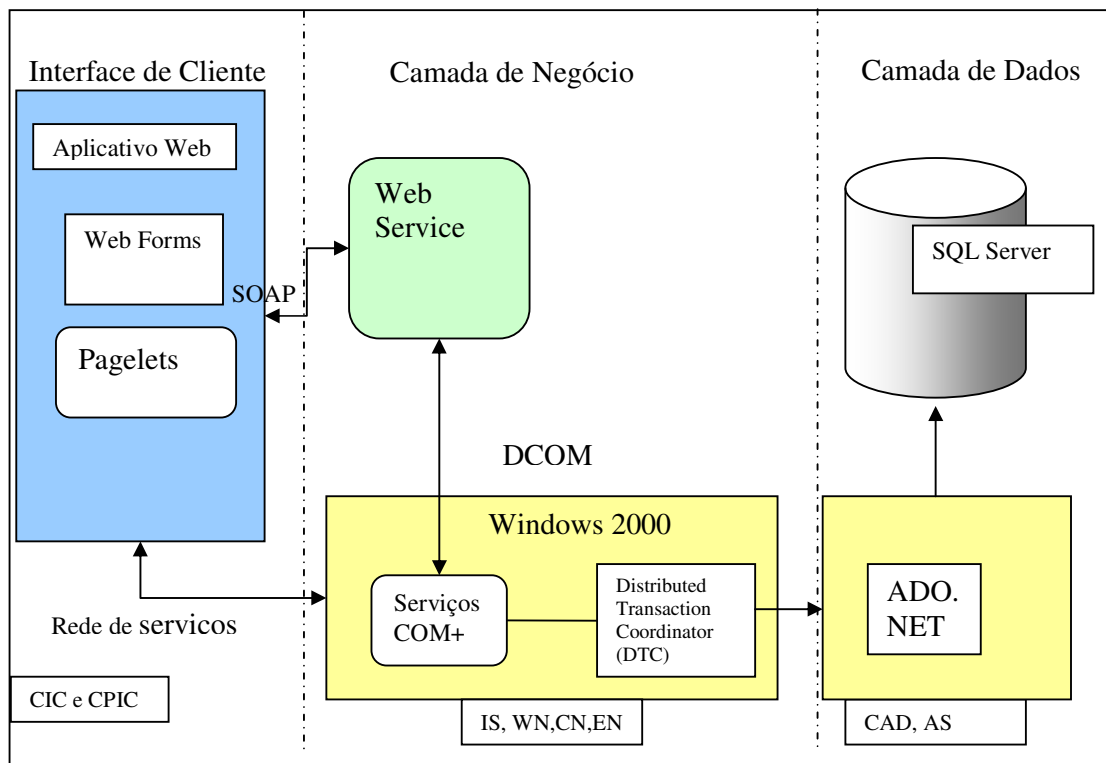 Interface de Cliente
Camada de Negócio
Camada de Dados
Aplicativo Web
Web Forms
SOAP
Pagelets
Web
Service
SQL Server
DCOM
Windows 2000
Serviços
COM+
Distributed
Transaction
Coordinator
(DTC)
ADO.
NET
Rede de servicos
CIC e CPIC
IS, WN,CN,EN
CAD, AS